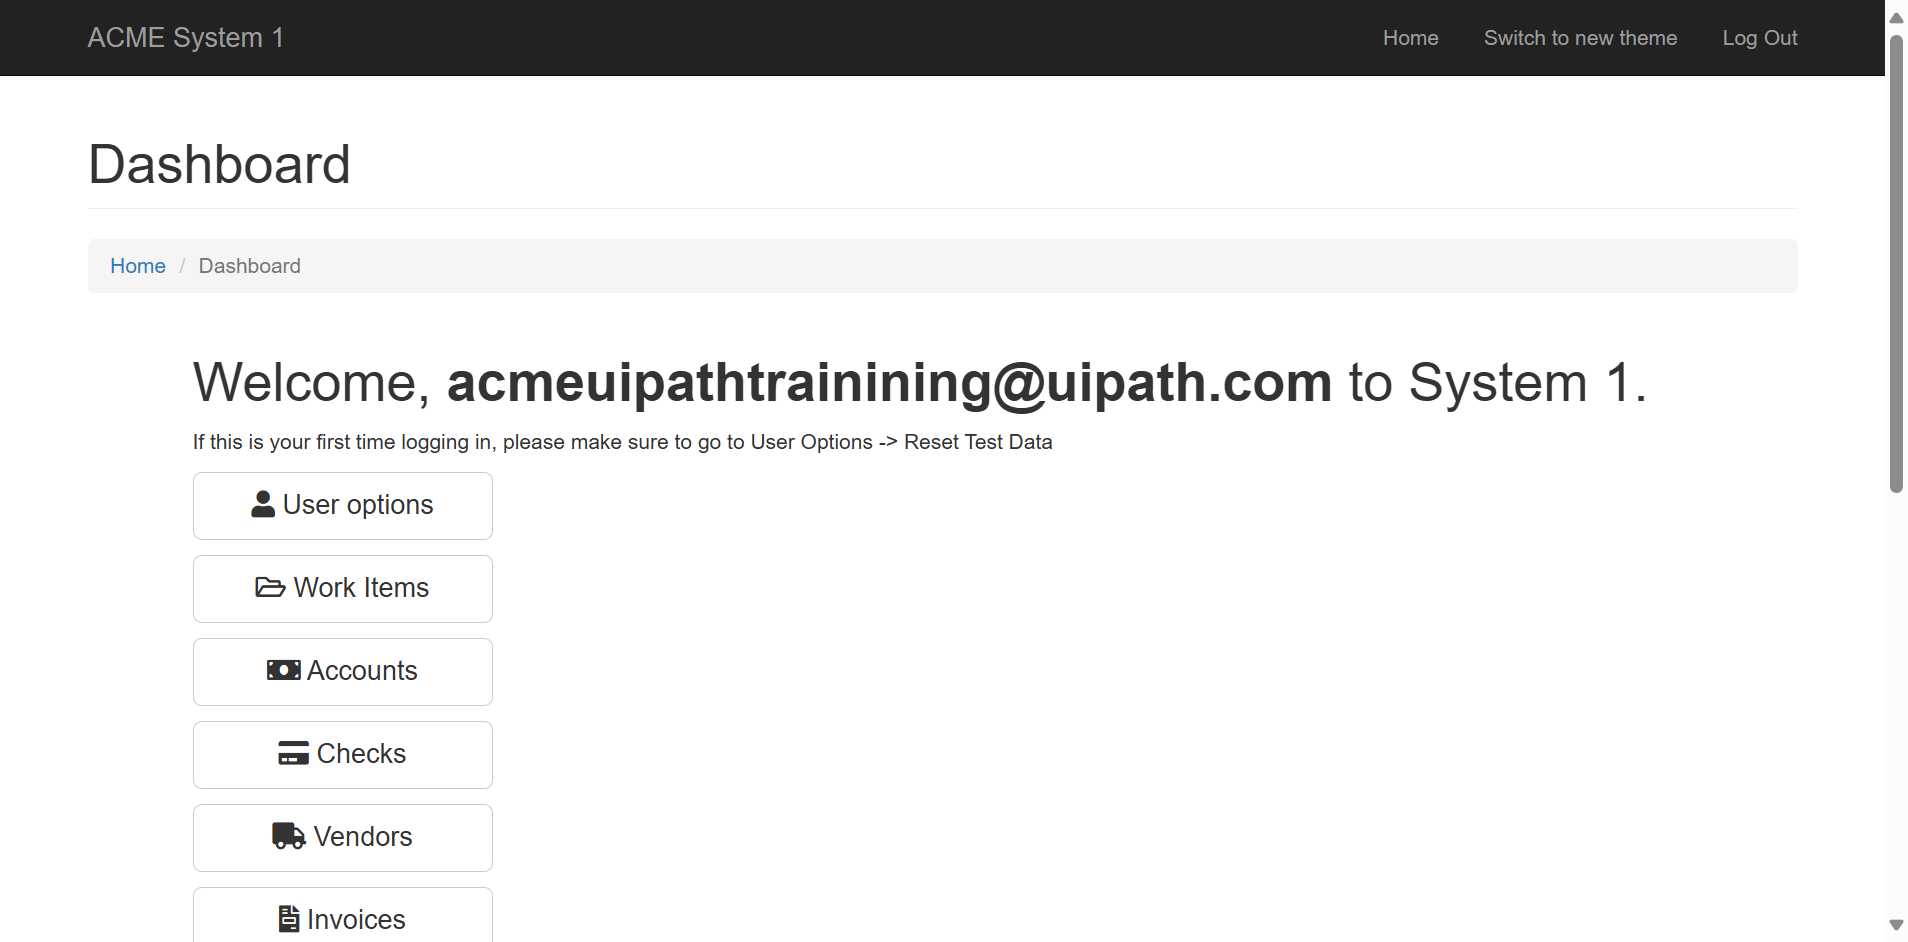 ACME System 1
Home
Switch to new theme
Log Out
Dashboard
Home / Dashboard
Welcome, acmeuipathtrainining@uipath.com to System 1.
If this is your first time logging in, please make sure to go to User Options -> Reset Test Data
User options
Work Items
Accounts
Checks
Vendors
Invoices